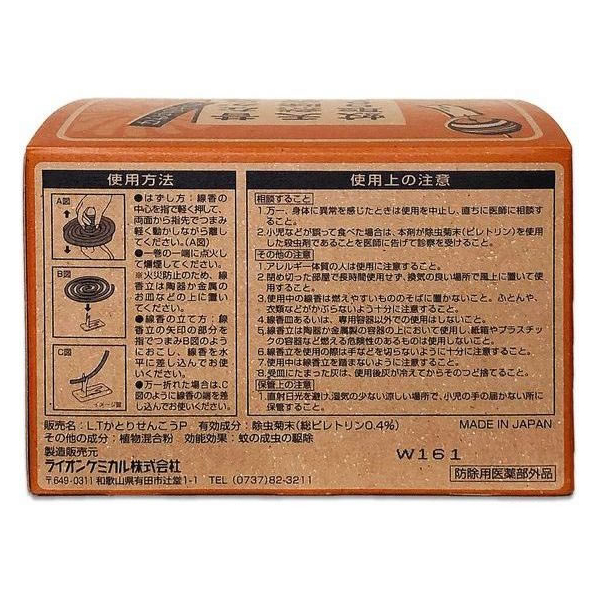 使用方法
A図
B図
C図
イメージ図
●はずし方：線香の
中心を指で軽く押して、
両面から指先でつまみ
軽く動かしながら離し
てください。(A図)
●一巻の一端に点火し
て燻煙してください。
※火災防止のため、線
香立は陶器か金属の
お皿などの上に置い
てください。
●線香の立て方：線
香立の矢印の部分を
指でつまみB図のよう
におこし、線香を水
平に差し込んでお使
いください。
●万一折れた場合は、C
図のように線香の端を差
し込んでお使いください。
使用上の注意
相談すること
1.万一、身体に異常を感じたときは使用を中止し、直ちに医師に相談す
ること。
2.小児などが誤って食べた場合は、本剤が除虫菊末(ピレトリン)を使用
した殺虫剤であることを医師に告げて診察を受けること。
その他の注意
1.アレルギー体質の人は使用に注意すること。
2.閉め切った部屋で長時間使用せず、換気の良い場所で風上に置いて使
用すること。
3.使用中の線香は燃えやすいもののそばに置かないこと。ふとんや、
衣類などがかぶらないよう十分に注意すること。
4.線香皿あるいは、専用容器以外での使用はしないこと。
5.線香立は陶器か金属製の容器の上において使用し、紙箱やプラスチッ
クの容器など燃える危険性のあるものは使用しないこと。
6.線香立を使用の際は手などを切らないように十分に注意すること。
7.使用中は線香立を踏まないように注意すること。
8.受皿にたまった灰は、使用後灰が冷えてからそのつど捨てること。
保管上の注意
1.直射日光を避け、湿気の少ない涼しい場所で、小児の手の届かない所に
保管すること。
販売名：LTかとりせんこうP 有効成分：除虫菊末(総ピレトリン0.4%)
MADE IN JAPAN
その他の成分：植物混合粉 効能効果：蚊の成虫の駆除
製造販売元
ライオンケミカル株式会社
〒649-0311 和歌山県有田市辻堂1-1 TEL (0737)82-3211
W161
防除用医薬部外品